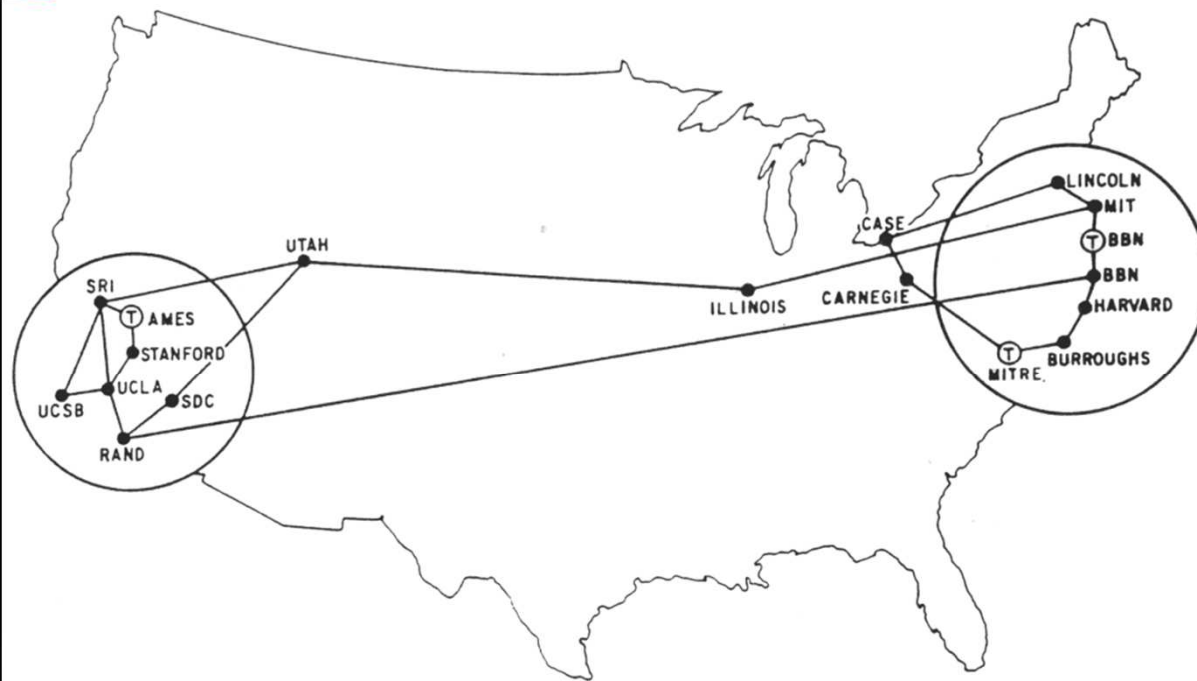 LINCOLN
MIT
CASE
T BBN
UTAH
BBN
SRI
ILLINOIS
CARNEGIE
HARVARD
T AMES
STANFORD
T
BURROUGHS
MITRE.
UCLA
SDC
UCSB
RAND